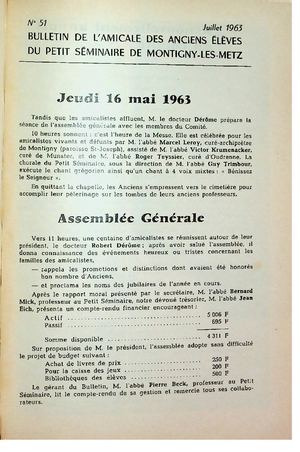 N° 51 Juillet 1963
BULLETIN DE L'AMICALE DES ANCIENS ÉLÈVES
DU PETIT SÉMINAIRE DE MONTIGNY-LES-METZ
Jeudi 16 mai 1963
Tandis que les amicalistes affluent, M. le docteur Dérôme prépare la
séance de l'assemblée générale avec les membres du Comité.
10 heures sonnent : c'est l'heure de la Messe. Elle est célébrée pour les
amicalistes vivants et défunts par M. l'abbé Marcel Leroy, curé-archiprêtre
de Montigny (paroisse St-Joseph), assisté de M. l'abbé Victor Krumenacker,
curé de Munster, et de M. l'abbé Roger Teyssier, curé d'Oudrenne. La
chorale du Petit Séminaire, sous la direction de M. l'abbé Guy Trimbour,
exécute le chant grégorien ainsi qu'un chant à 4 voix mixtes : « Bénissez
le Seigneur ».
En quittant la chapelle, les Anciens s'empressent vers le cimetière pour
accomplir leur pèlerinage sur les tombes de leurs anciens professeurs.
Assemblée Générale
Vers 11 heures, une centaine d'amicalistes se réunissent autour de leur
président, le docteur Robert Dérôme ; après avoir salué l'assemblée, il
donna connaissance des événements heureux ou tristes concernant les
familles des amicalistes,
— rappela les promotions et distinctions dont avaient été honorés
bon nombre d'Anciens,
— et proclama les noms des jubilaires de l'année en cours.
Après le rapport moral présenté par le secrétaire, M. l'abbé Bernard
Mick, professeur au Petit Séminaire, notre dévoué trésorier, M. l'abbé Jean
Eich, présenta un compte-rendu financier encourageant :
Actif .......... 5 006 F
Passif .......... 695 F
Somme disponible .......... 4 311 F
Sur proposition de M. le président, l'assemblée adopte sans difficulté
le projet de budget suivant :
Achat de livres de prix .......... 250 F
Pour la caisse des jeux .......... 200 F
Bibliothèques des élèves .......... 500 F
Le gérant du Bulletin, M. l'abbé Pierre Beck, professeur au Petit
Séminaire, lit le compte-rendu de sa gestion et remercie tous ses collabo-
rateurs.